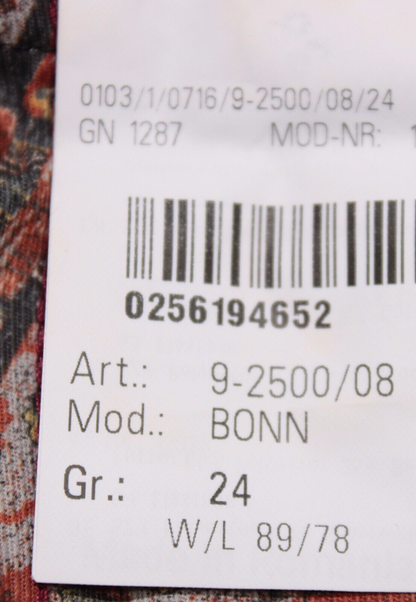 0103/1/0716/9-2500/08/24
GN 1287 MOD-NR:
0256194652
Art.: 9-2500/08
Mod.: BONN
Gr.: 24
W/L 89/78